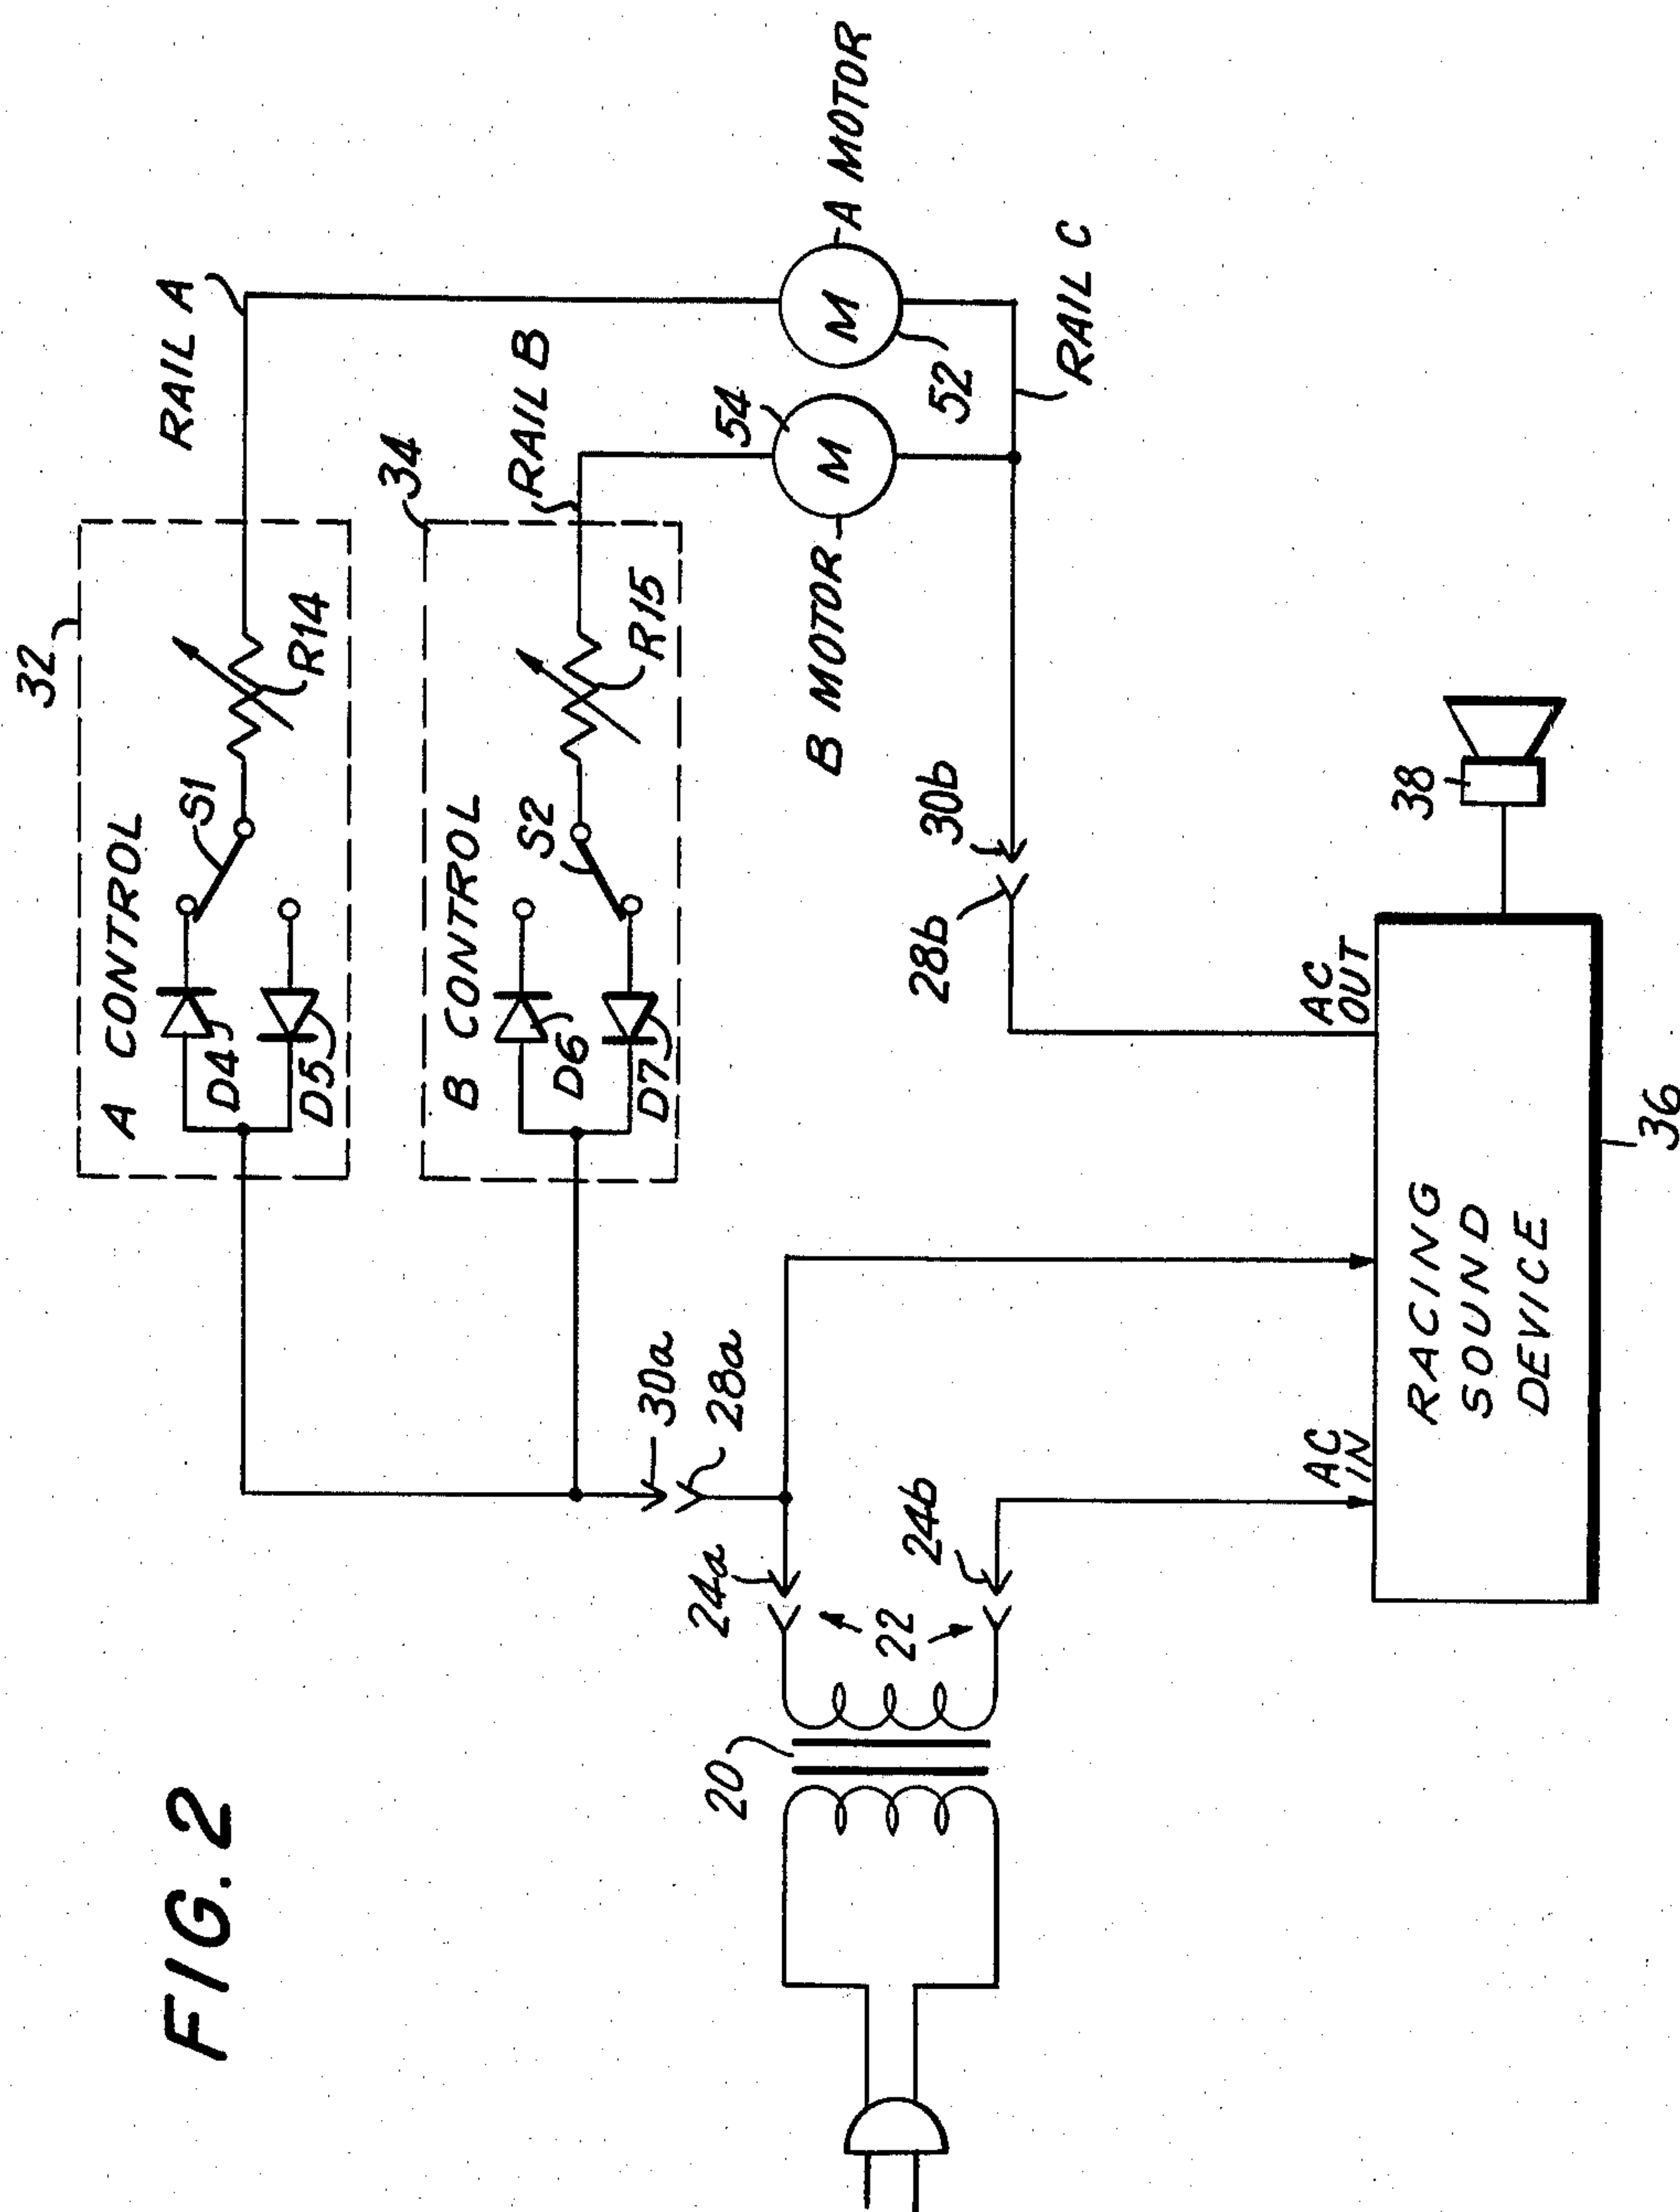 FIG. 2
32
A CONTROL
S1
D4
D5
R14
RAIL A
34
B CONTROL
S2
D6
D7
R15
RAIL B
54
M
M
A MOTOR
B MOTOR
52
RAIL C
30a
28a
24a
20
22
24b
30b
28b
AC
IN
AC
OUT
38
RACING
SOUND
DEVICE
36